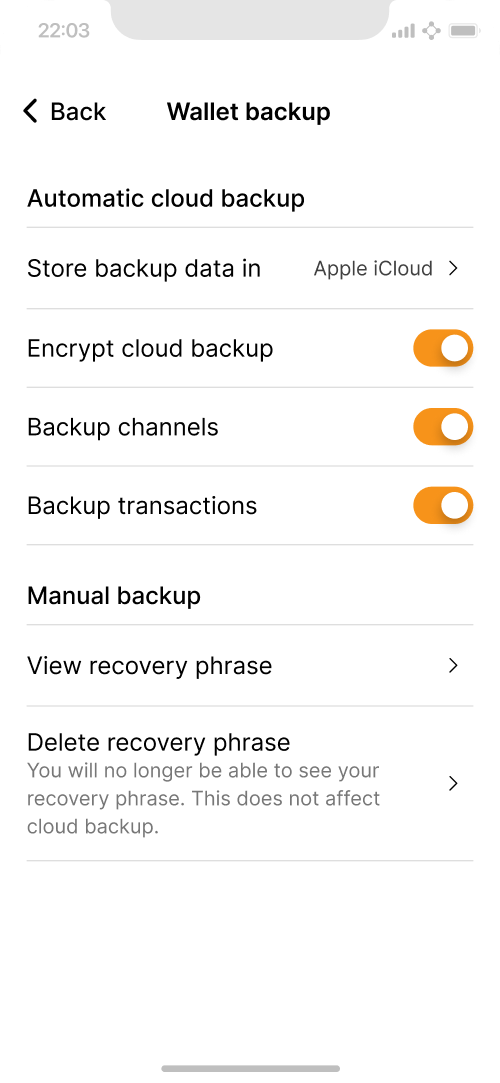 22:03
Back
Wallet backup
Automatic cloud backup
Store backup data in
Apple iCloud
Encrypt cloud backup
Backup channels
Backup transactions
Manual backup
View recovery phrase
Delete recovery phrase
You will no longer be able to see your
recovery phrase. This does not affect
cloud backup.